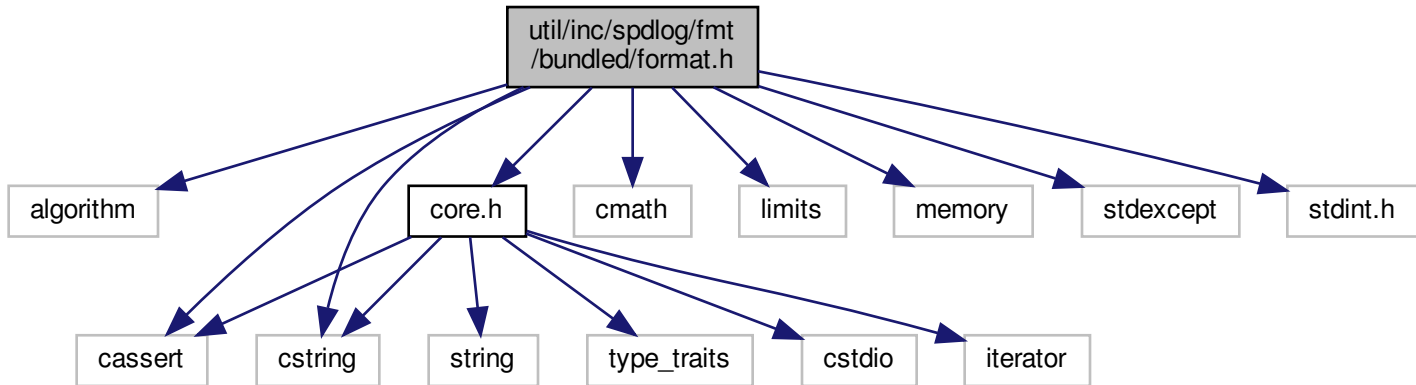 util/inc/spdlog/fmt
/bundled/format.h
algorithm
core.h
cmath
limits
memory
stdexcept
stdint.h
cassert
cstring
string
type_traits
cstdio
iterator